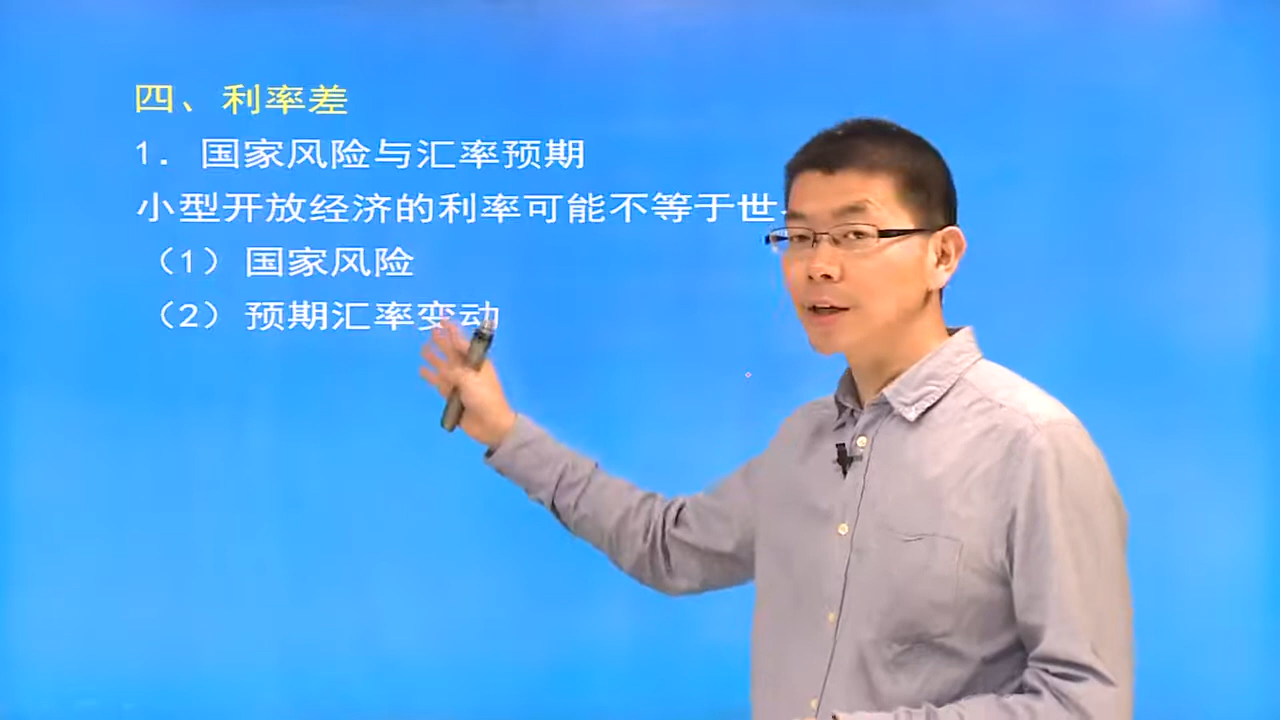 四、利率差
1．国家风险与汇率预期
小型开放经济的利率可能不等于世
（1）国家风险
（2）预期汇率变动